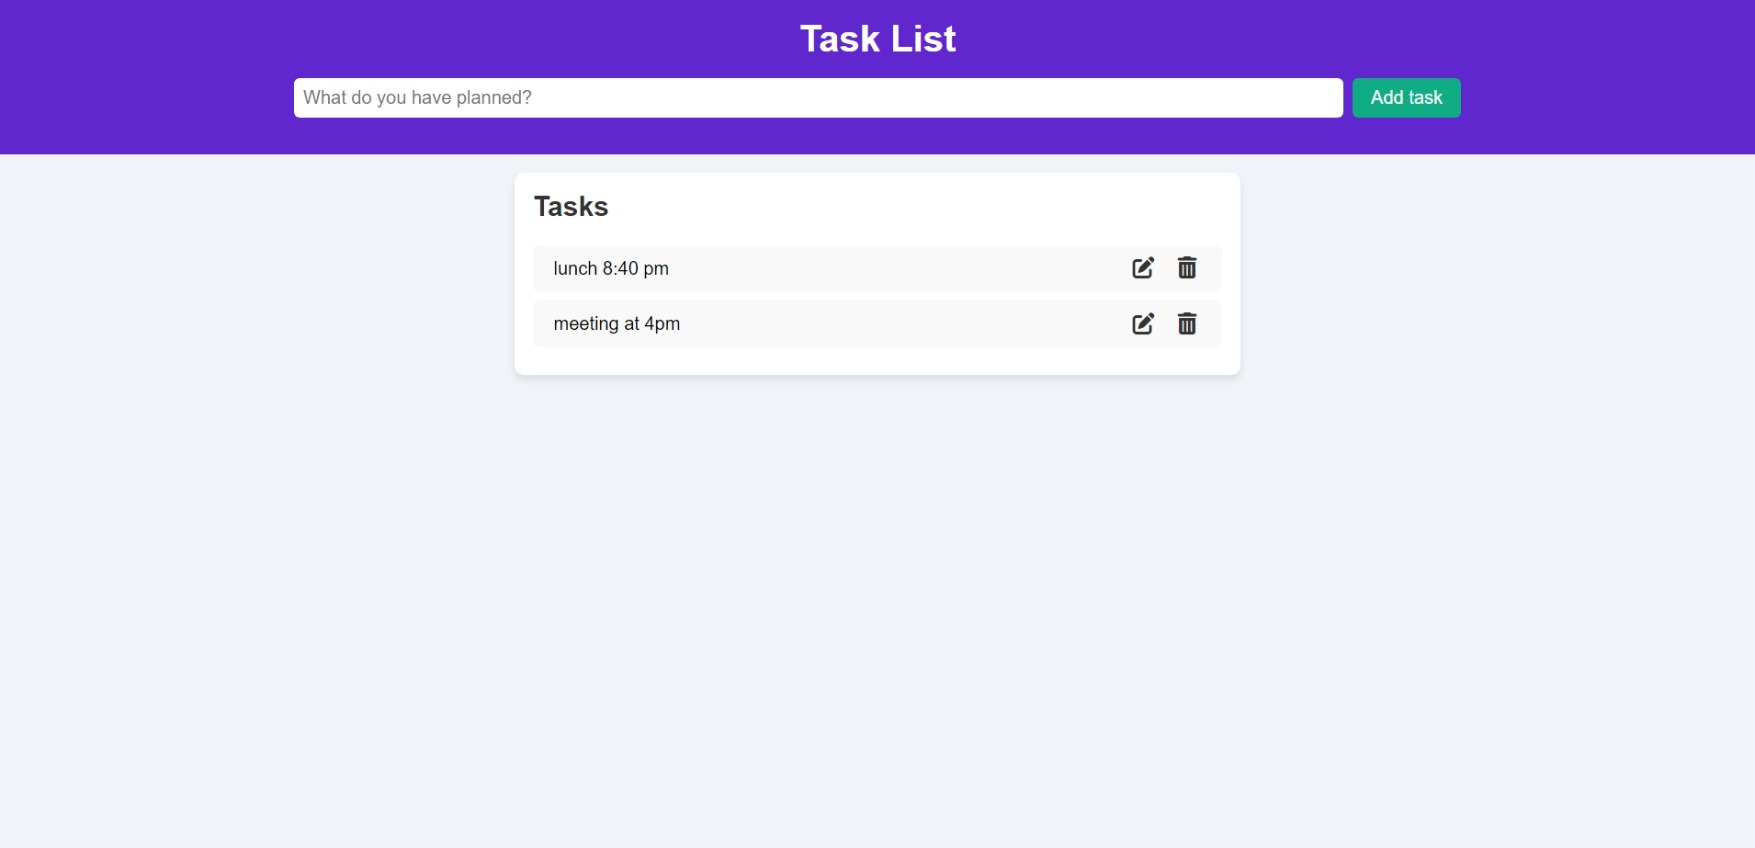 Task List
What do you have planned?
Add task
Tasks
lunch 8:40 pm
meeting at 4pm